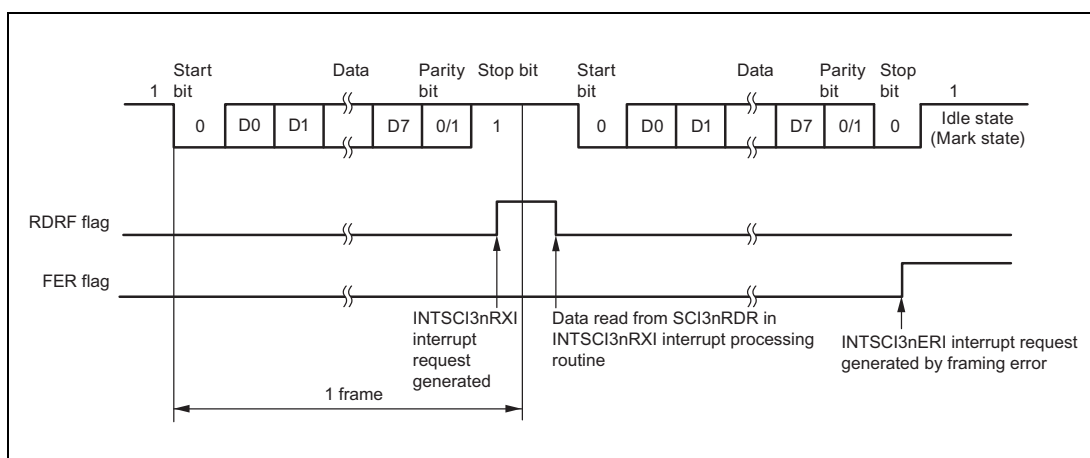 Start bit
Data
Parity bit
Stop bit
Start bit
Data
Parity bit
Stop bit
1
1
0
D0
D1
D7
0/1
1
0
D0
D1
D7
0/1
0
Idle state
(Mark state)
RDRF flag
FER flag
INTSCI3nRXI
interrupt
request
generated
Data read from SCI3nRDR in
INTSCI3nRXI interrupt processing
routine
INTSCI3nERI interrupt request
generated by framing error
1 frame